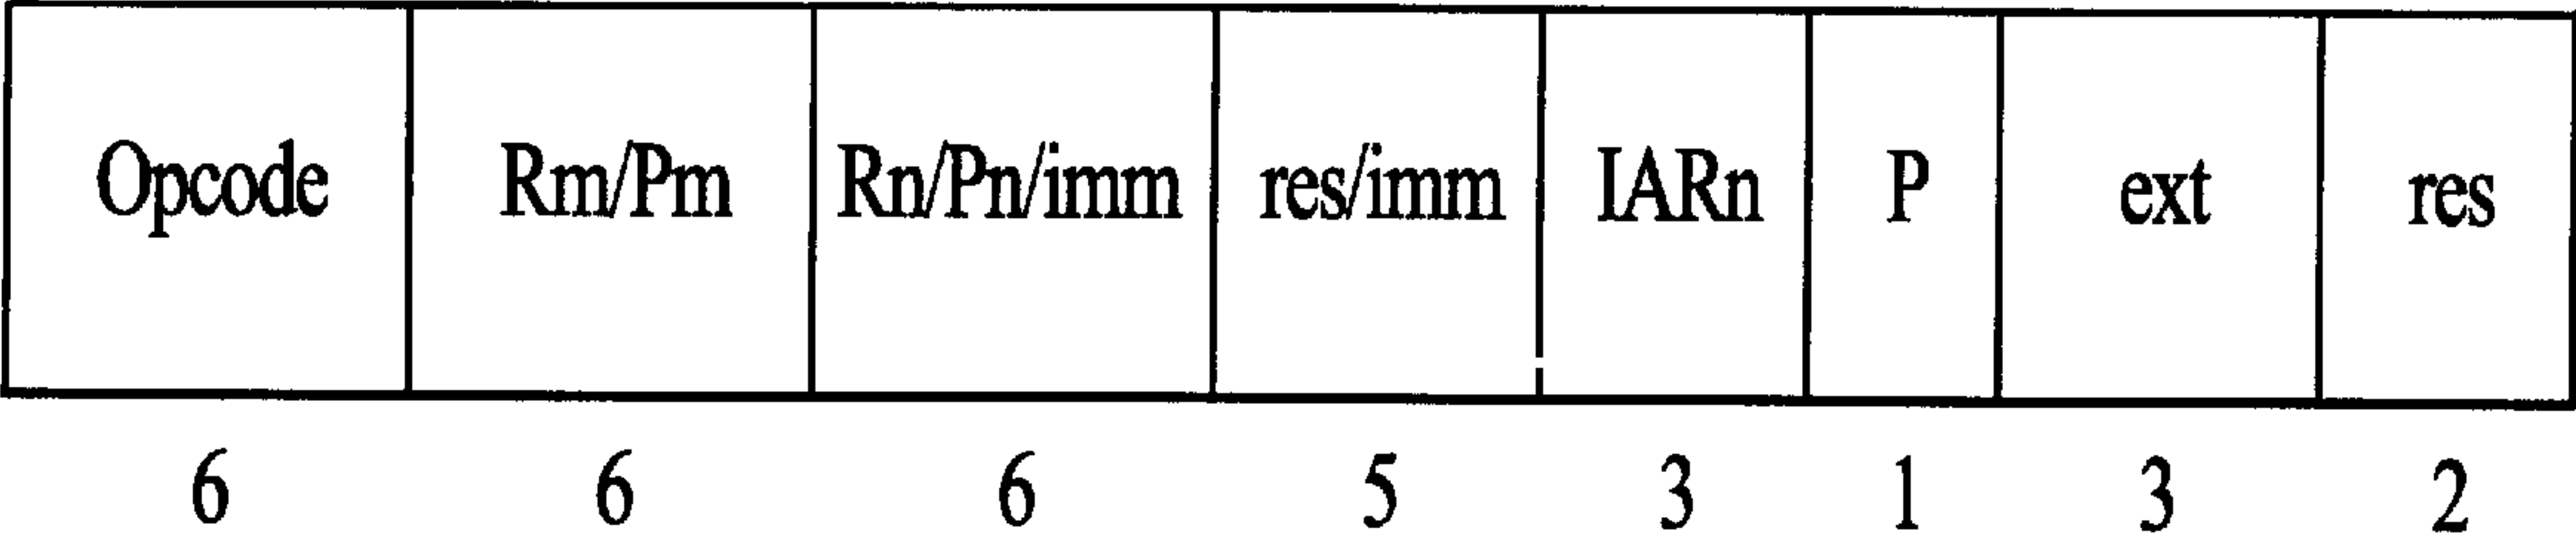 Opcode Rm/Pm Rn/Pn/imm res/imm IARn P ext res
6 6 6 5 3 1 3 2